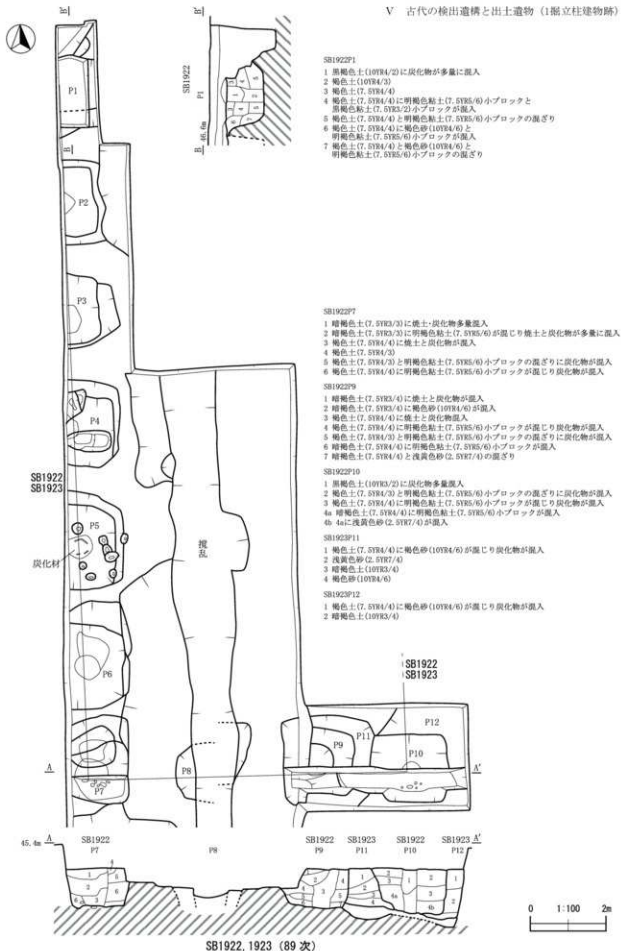 Ⅴ 古代の検出遺構と出土遺物（1掘立柱建物跡）
B'
B'
P1
SB1922
P1
46.6m
B
B
SB1922P1
1 黒褐色土(10YR4/2)に炭化物が多量に混入
2 褐色土(10YR4/3)
3 褐色土(7.5YR4/4)
4 褐色土(7.5YR4/4)に明褐色粘土(7.5YR5/6)小ブロックと
黒褐色粘土(7.5YR3/2)小ブロックが混入
5 褐色土(7.5YR4/4)と明褐色粘土(7.5YR5/6)小ブロックの混ざり
6 褐色土(7.5YR4/4)に褐色砂(10YR4/6)と
明褐色粘土(7.5YR5/6)小ブロックが混入
7 褐色土(7.5YR4/4)と褐色砂(10YR4/6)と
明褐色粘土(7.5YR5/6)小ブロックの混ざり
P2
P3
P4
SB1922
SB1923
P5
炭化材
P6
P7
撹乱
P8
SB1922P7
1 暗褐色土(7.5YR3/3)に焼土・炭化物多量混入
2 暗褐色土(7.5YR3/3)に明褐色粘土(7.5YR5/6)が混じり焼土と炭化物が多量に混入
3 褐色土(7.5YR4/4)に焼土と炭化物が混入
4 褐色土(7.5YR4/3)
5 褐色土(7.5YR4/3)と明褐色粘土(7.5YR5/6)小ブロックの混ざりに炭化物が混入
6 褐色土(7.5YR4/4)に明褐色粘土(7.5YR5/6)小ブロックが混じり炭化物が混入
SB1922P9
1 暗褐色土(7.5YR3/4)に焼土と炭化物が混入
2 暗褐色土(7.5YR3/4)に褐色砂(10YR4/6)が混入
3 褐色土(7.5YR4/4)に焼土と炭化物混入
4 褐色土(7.5YR4/4)に明褐色粘土(7.5YR5/6)小ブロックが混じり炭化物が混入
5 褐色土(7.5YR4/3)と明褐色粘土(7.5YR5/6)小ブロックの混ざりに炭化物が混入
6 暗褐色土(7.5YR4/4)に明褐色粘土(7.5YR5/6)小ブロックが混入
7 暗褐色土(7.5YR4/4)と浅黄色砂(2.5YR7/4)の混ざり
SB1922P10
1 黒褐色土(10YR3/2)に炭化物多量混入
2 褐色土(7.5YR4/3)と明褐色粘土(7.5YR5/6)小ブロックの混ざりに炭化物が混入
3 褐色土(7.5YR4/4)に明褐色粘土(7.5YR5/6)小ブロックが混じり炭化物が混入
4a 暗褐色土(7.5YR4/4)に明褐色粘土(7.5YR5/6)小ブロックが混入
4b 4aに浅黄色砂(2.5YR7/4)が混入
SB1923P11
1 褐色土(7.5YR4/4)に褐色砂(10YR4/6)が混じり炭化物が混入
2 浅黄色砂(2.5YR7/4)
3 暗褐色土(10YR3/4)
4 褐色砂(10YR4/6)
SB1923P12
1 褐色土(7.5YR4/4)に褐色砂(10YR4/6)が混じり炭化物が混入
2 暗褐色土(10YR3/4)
SB1922
SB1923
P12
P11
P9
P10
A
A'
45.4m A
SB1922
P7
P8
SB1922
P9
SB1923
P11
SB1922
P10
SB1923
P12
A'
SB1922, 1923（89 次）
0 1:100 2m